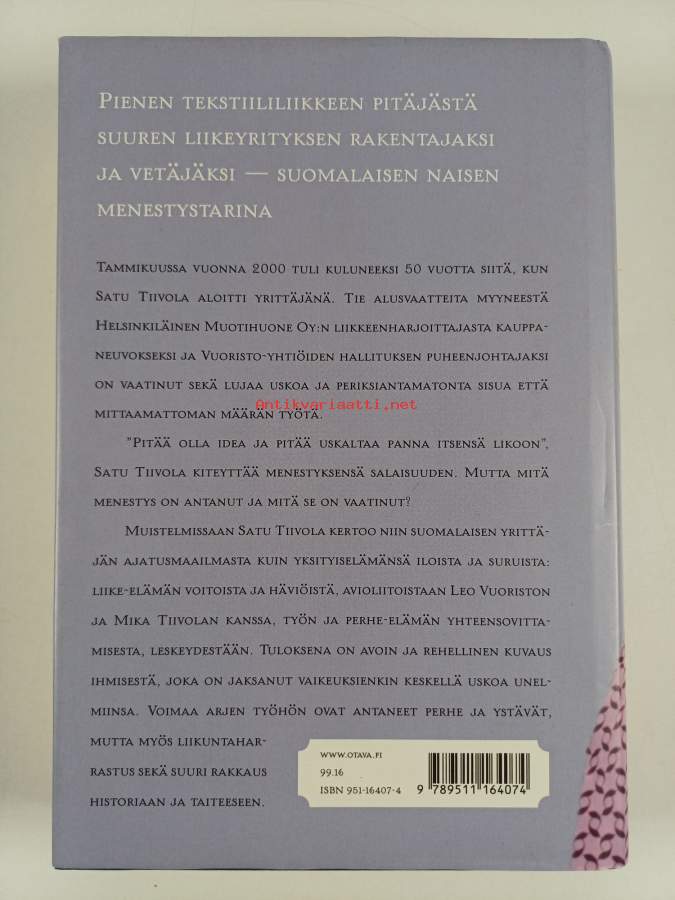 Pienen tekstiililiikkeen pitäjästä
suuren liikeyrityksen rakentajaksi
ja vetäjäksi — suomalaisen naisen
menestystarina
Tammikuussa vuonna 2000 tuli kuluneeksi 50 vuotta siitä, kun
Satu Tiivola aloitti yrittäjänä. Tie alusvaatteita myyneestä
Helsinkiläinen Muotihuone Oy:n liikkeenharjoittajasta kauppa-
neuvokseksi ja Vuoristo-yhtiöiden hallituksen puheenjohtajaksi
on vaatinut sekä lujaa uskoa ja periksiantamatonta sisua että
Antikvariaatti.net
mittaamattoman määrän työtä.
"Pitää olla idea ja pitää uskaltaa panna itsensä likoon",
Satu Tiivola kiteyttää menestyksensä salaisuuden. Mutta mitä
menestys on antanut ja mitä se on vaatinut?
Muistelmissaan Satu Tiivola kertoo niin suomalaisen yrittä-
jän ajatusmaailmasta kuin yksityiselämänsä iloista ja suruista:
liike-elämän voitoista ja häviöistä, avioliitoistaan Leo Vuoriston
ja Mika Tiivolan kanssa, työn ja perhe-elämän yhteensovitta-
misesta, leskeydestään. Tuloksena on avoin ja rehellinen kuvaus
ihmisestä, joka on jaksanut vaikeuksienkin keskellä uskoa unel-
miinsa. Voimaa arjen työhön ovat antaneet perhe ja ystävät,
mutta myös liikuntahar-
rastus sekä suuri rakkaus
historiaan ja taiteeseen.
www.otava.fi
99.16
ISBN 951-16407-4
9 789511 164074